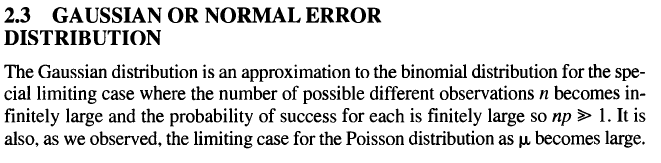 2.3 GAUSSIAN OR NORMAL ERROR
DISTRIBUTION
The Gaussian distribution is an approximation to the binomial distribution for the spe-
cial limiting case where the number of possible different observations n becomes in-
finitely large and the probability of success for each is finitely large so np ≫ 1. It is
also, as we observed, the limiting case for the Poisson distribution as μ becomes large.